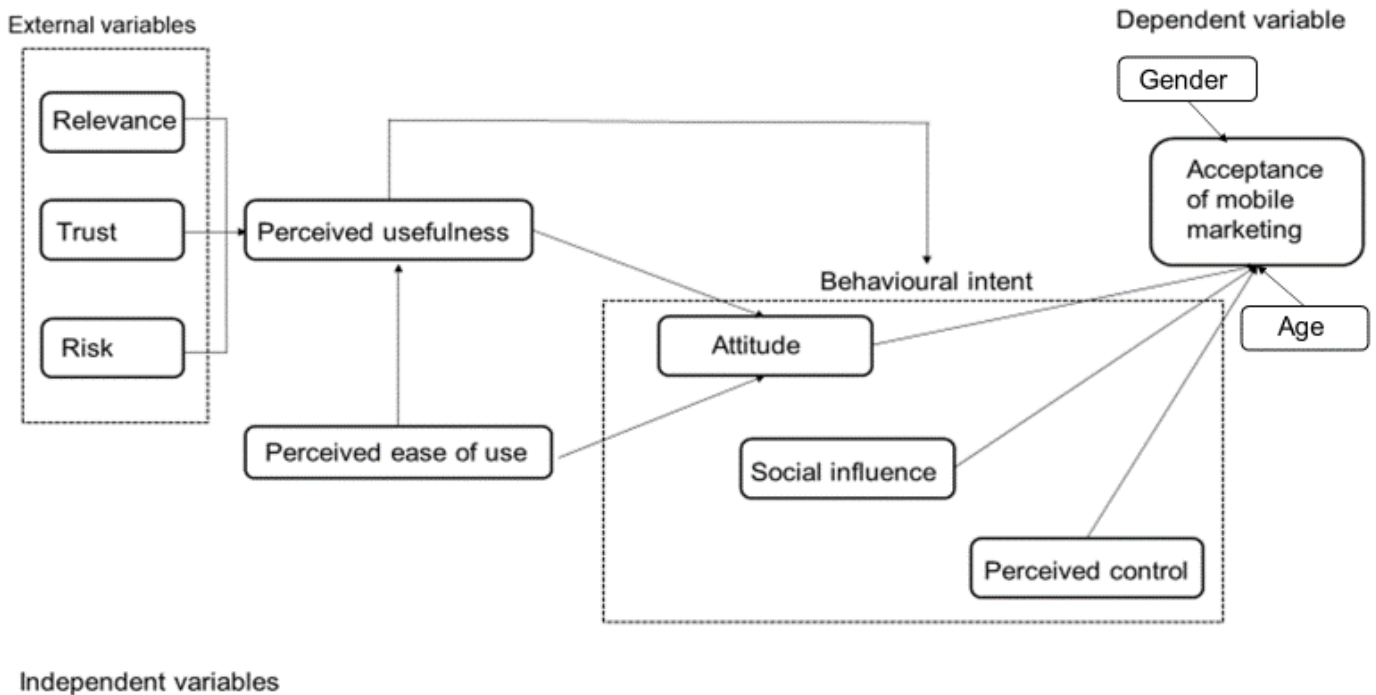 External variables
Dependent variable
Gender
Relevance
Acceptance
of mobile
marketing
Trust
Perceived usefulness
Behavioural intent
Age
Risk
Attitude
Perceived ease of use
Social influence
Perceived control
Independent variables